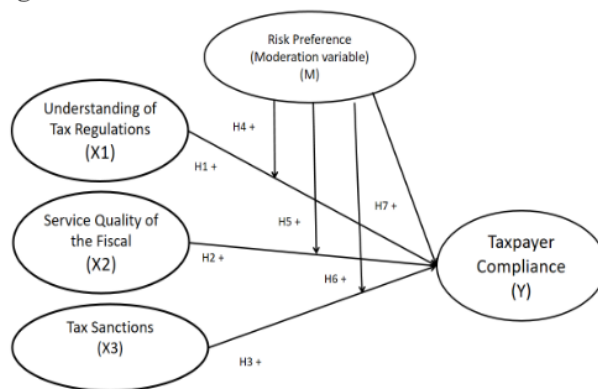 Risk Preference
(Moderation variable)
(M)
Understanding of
Tax Regulations
(X1)
H4 +
H1 +
Service Quality of
the Fiscal
(X2)
H5 +
H7 +
H2 +
H6 +
Taxpayer
Compliance
(Y)
Tax Sanctions
(X3)
H3 +